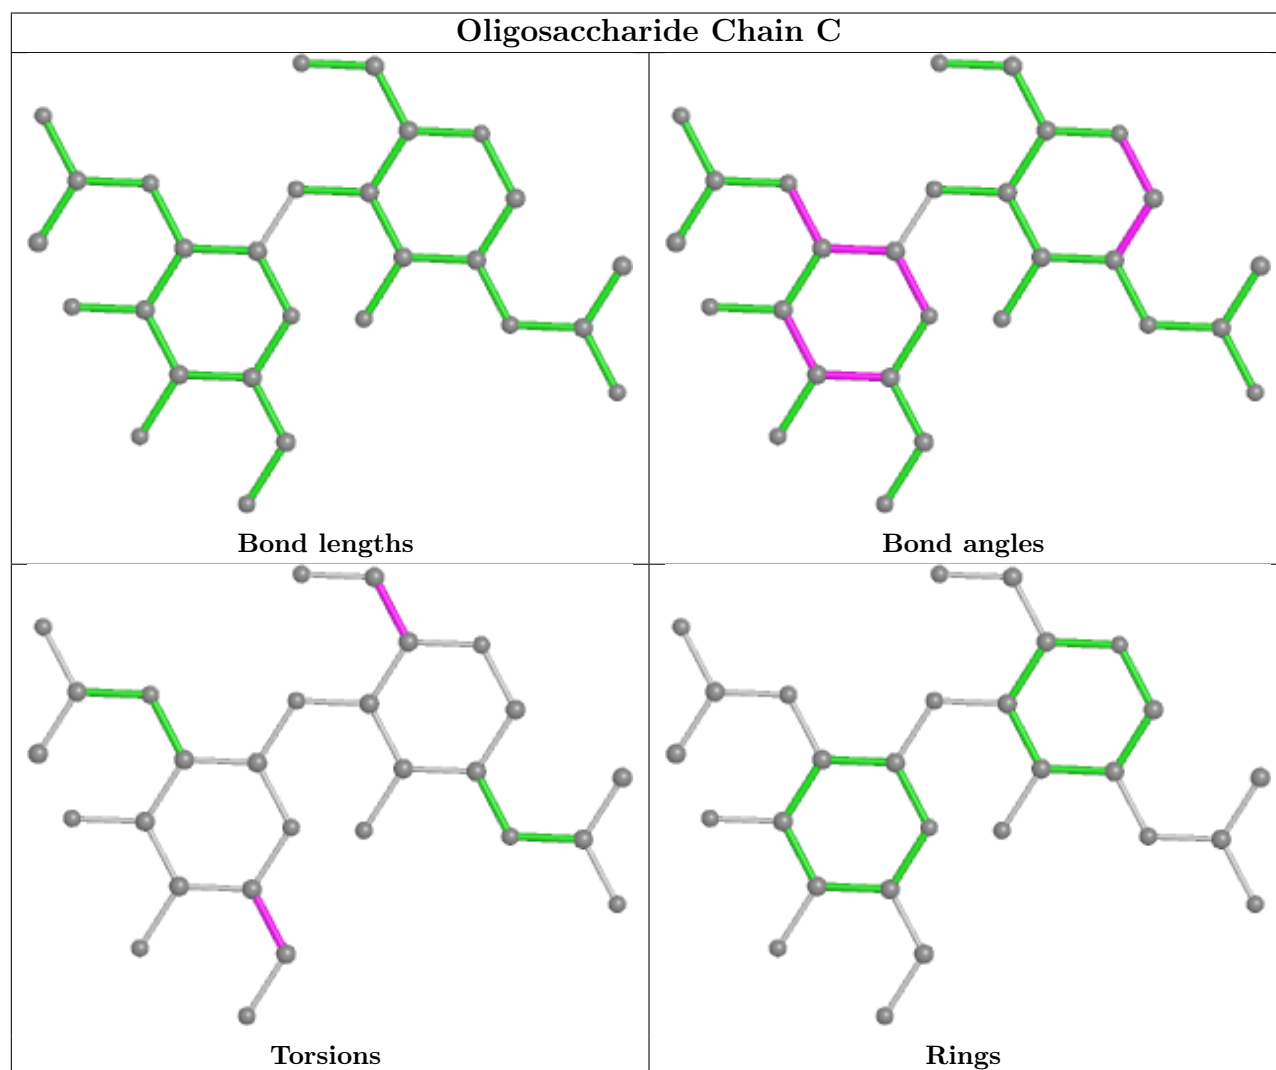 Oligosaccharide Chain C
Bond lengths
Bond angles
Torsions
Rings